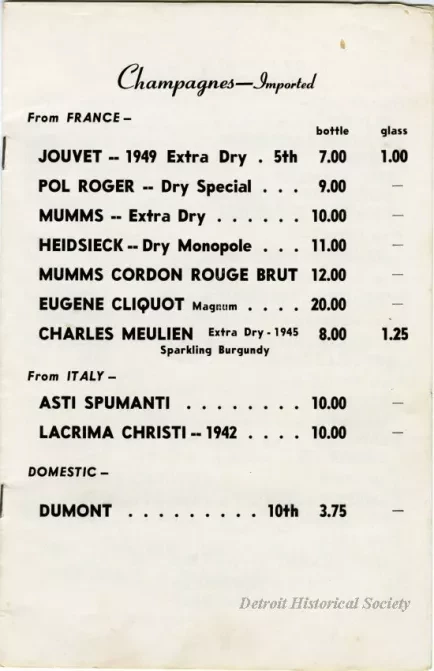 Champagnes—Imported
From FRANCE –
bottle glass
JOUVET -- 1949 Extra Dry . 5th 7.00 1.00
POL ROGER -- Dry Special . . . 9.00 —
MUMMS -- Extra Dry . . . . . . 10.00 —
HEIDSIECK -- Dry Monopole . . . 11.00 —
MUMMS CORDON ROUGE BRUT 12.00 —
EUGENE CLIQUOT Magnum . . . . 20.00 —
CHARLES MEULIEN Extra Dry - 1945 8.00 1.25
Sparkling Burgundy
From ITALY –
ASTI SPUMANTI . . . . . . . . 10.00 —
LACRIMA CHRISTI -- 1942 . . . . 10.00 —
DOMESTIC –
DUMONT . . . . . . . . . 10th 3.75 —
Detroit Historical Society